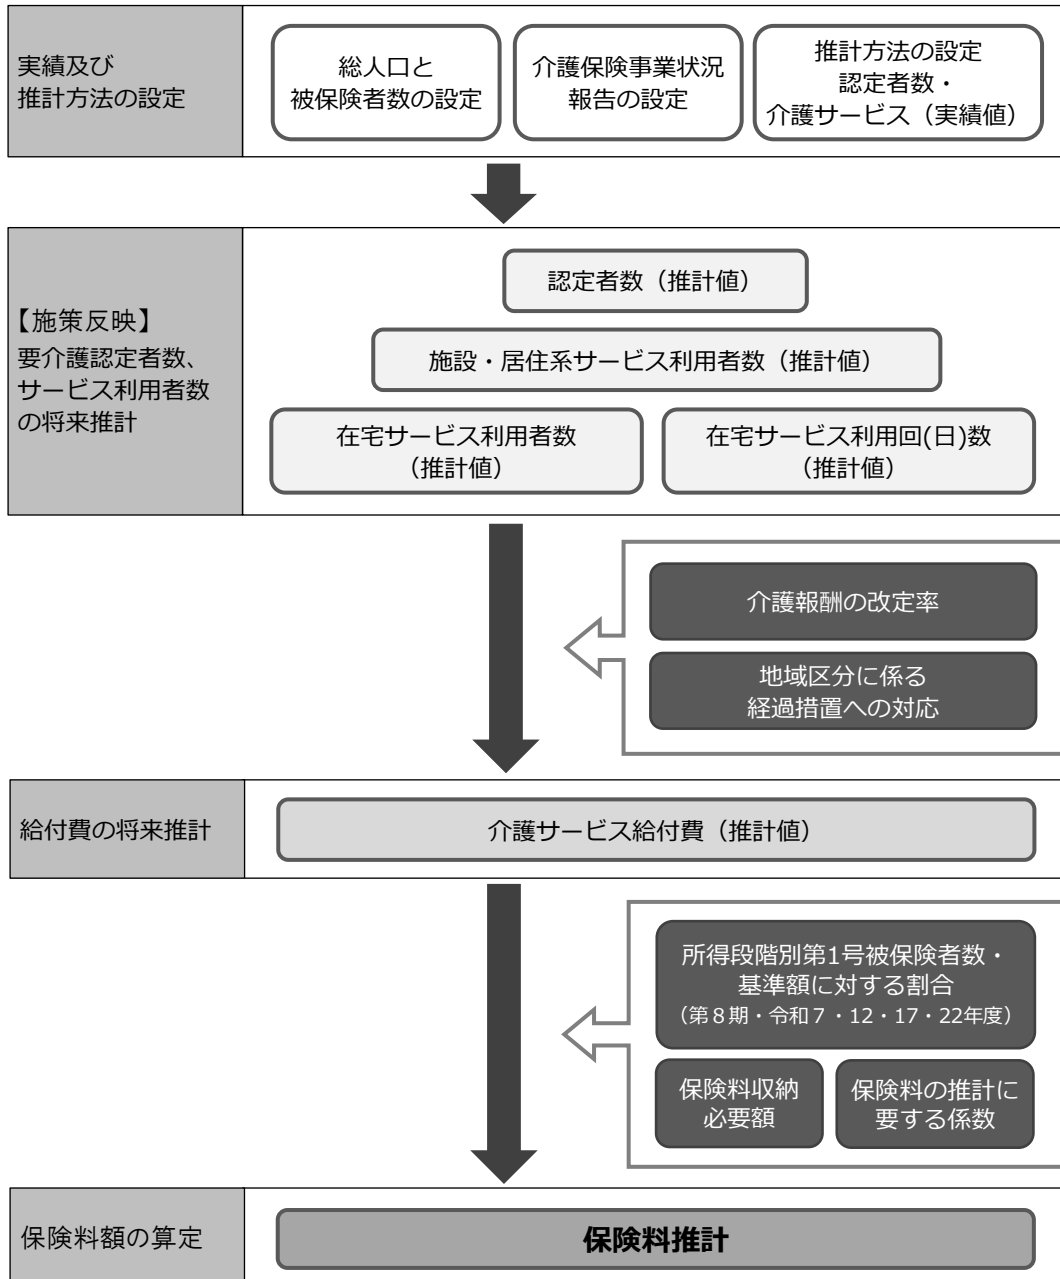 実績及び
推計方法の設定
総人口と
被保険者数の設定
介護保険事業状況
報告の設定
推計方法の設定
認定者数・
介護サービス（実績値）
【施策反映】
要介護認定者数、
サービス利用者数
の将来推計
認定者数（推計値）
施設・居住系サービス利用者数（推計値）
在宅サービス利用者数
（推計値）
在宅サービス利用回(日)数
（推計値）
介護報酬の改定率
地域区分に係る
経過措置への対応
給付費の将来推計
介護サービス給付費（推計値）
所得段階別第1号被保険者数・
基準額に対する割合
（第８期・令和７・12・17・22年度）
保険料収納
必要額
保険料の推計に
要する係数
保険料額の算定
保険料推計